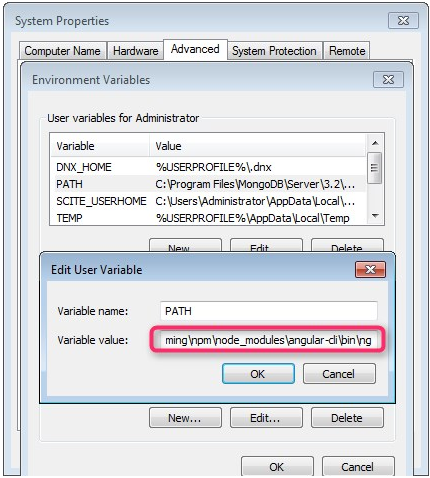 System Properties
Computer Name Hardware Advanced System Protection Remote
Environment Variables
User variables for Administrator
Variable Value
DNX_HOME %USERPROFILE%\.dnx
PATH C:\Program Files\MongoDB\Server\3.2\...
SCITE_USERHOME C:\Users\Administrator\AppData\Local\...
TEMP %USERPROFILE%\AppData\Local\Temp
New... Edit... Delete
Edit User Variable
Variable name: PATH
Variable value: ming\npm\node_modules\angular-cli\bin\ng
OK Cancel
New... Edit... Delete
OK Cancel